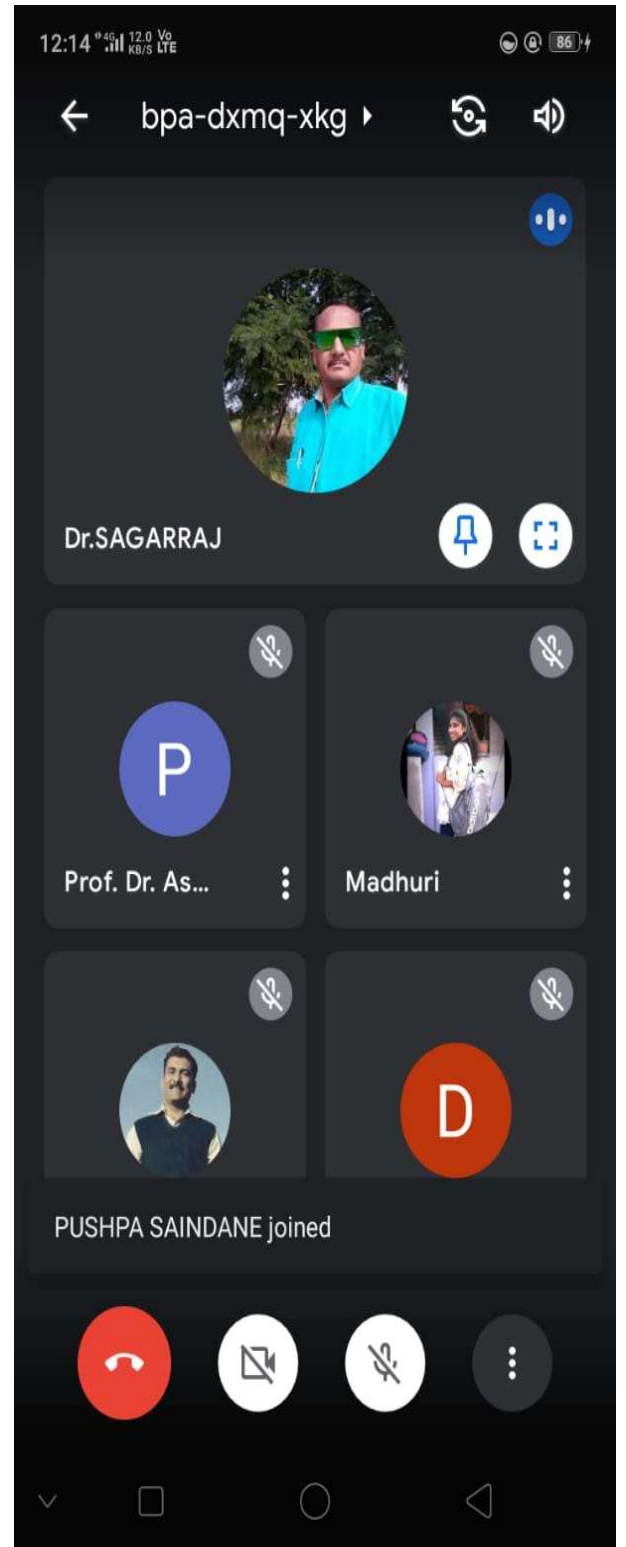 12:14 4G 12.0 KB/S Vo LTE 86
bpa-dxmq-xkg
Dr.SAGARRAJ
P
Prof. Dr. As...
Madhuri
D
PUSHPA SAINDANE joined